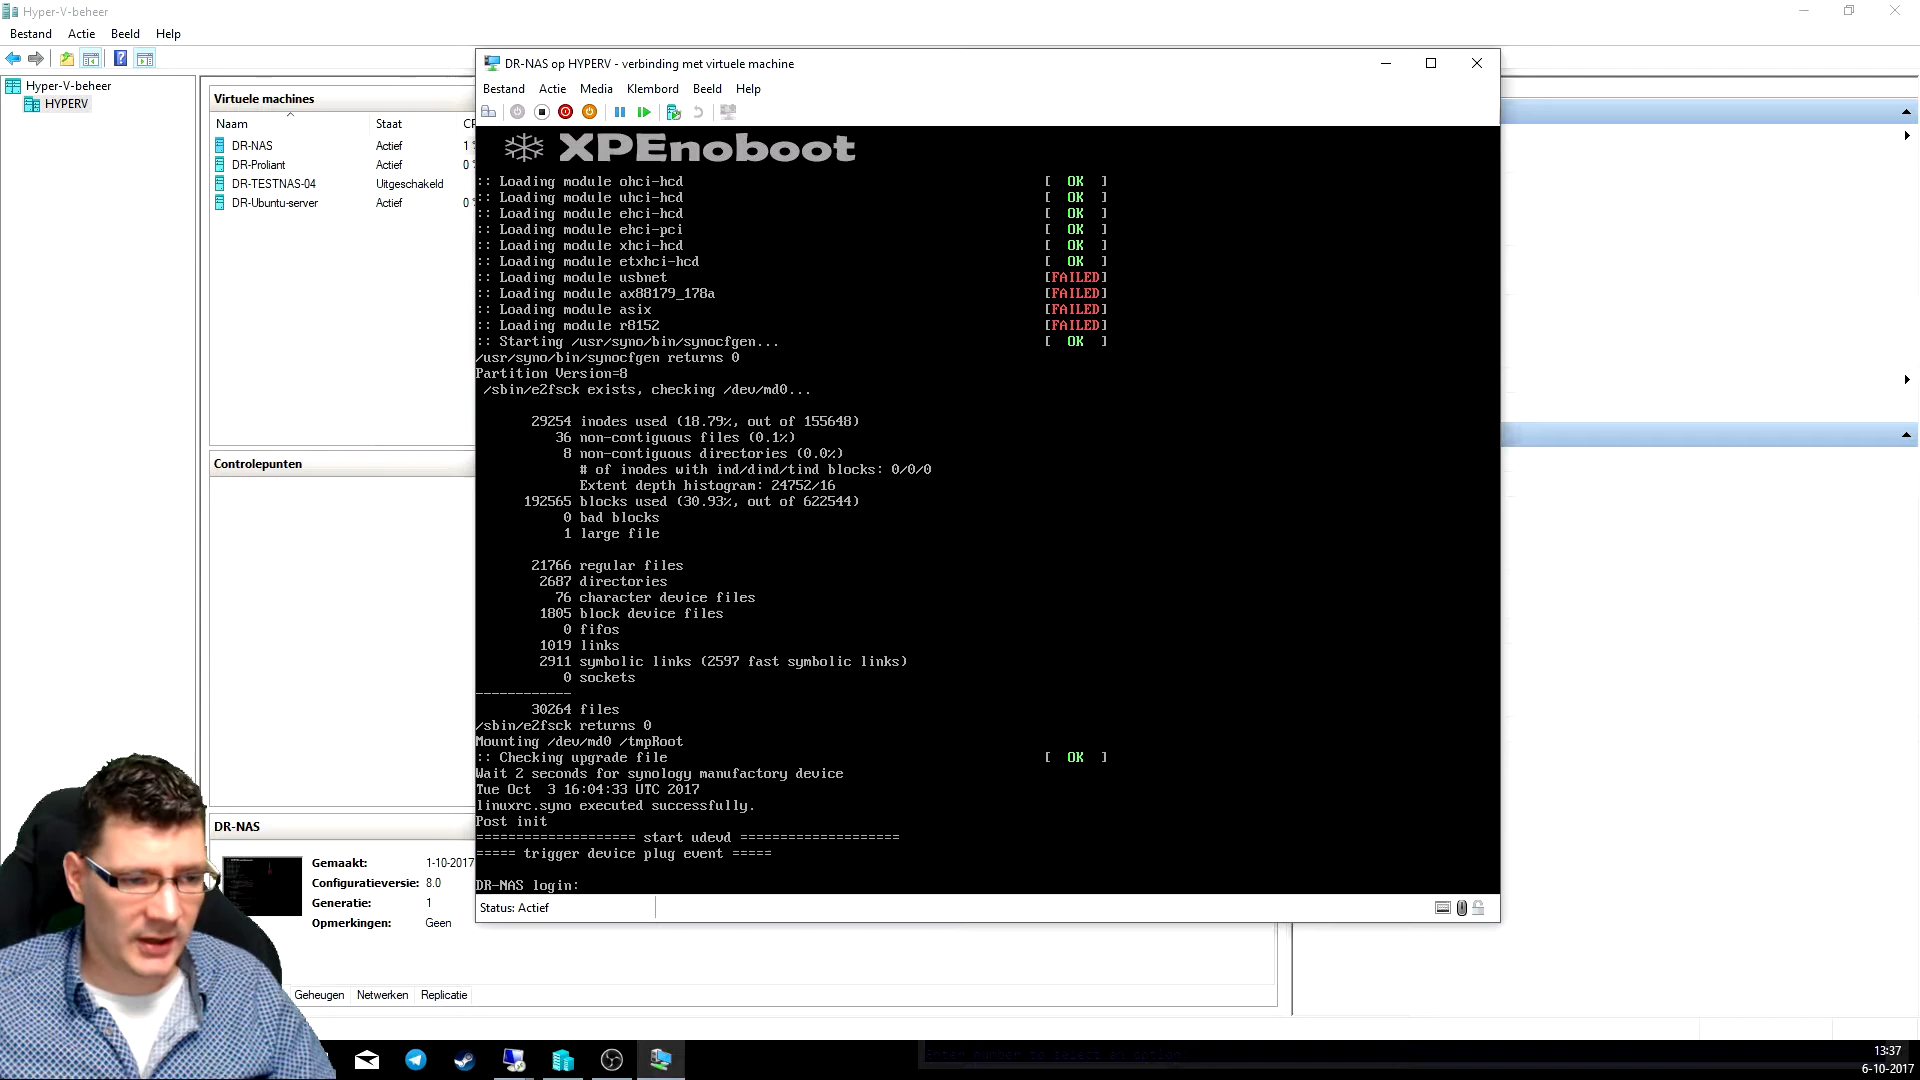 Hyper-V-beheer
Bestand Actie Beeld Help
Hyper-V-beheer
HYPERV
Virtuele machines
Naam Staat CP
DR-NAS Actief 1 %
DR-Proliant Actief 0 %
DR-TESTNAS-04 Uitgeschakeld
DR-Ubuntu-server Actief 0 %
Controlepunten
DR-NAS
Gemaakt: 1-10-2017
Configuratieversie: 8.0
Generatie: 1
Opmerkingen: Geen
Geheugen Netwerken Replicatie
DR-NAS op HYPERV - verbinding met virtuele machine
Bestand Actie Media Klembord Beeld Help
XPEnoboot
:: Loading module ohci-hcd [ OK ]
:: Loading module uhci-hcd [ OK ]
:: Loading module ehci-hcd [ OK ]
:: Loading module ehci-pci [ OK ]
:: Loading module xhci-hcd [ OK ]
:: Loading module etxhci-hcd [ OK ]
:: Loading module usbnet [FAILED]
:: Loading module ax88179_178a [FAILED]
:: Loading module asix [FAILED]
:: Loading module r8152 [FAILED]
:: Starting /usr/syno/bin/synocfgen... [ OK ]
/usr/syno/bin/synocfgen returns 0
Partition Version=8
/sbin/e2fsck exists, checking /dev/md0...
29254 inodes used (18.79%, out of 155648)
36 non-contiguous files (0.1%)
8 non-contiguous directories (0.0%)
# of inodes with ind/dind/tind blocks: 0/0/0
Extent depth histogram: 24752/16
192565 blocks used (30.93%, out of 622544)
0 bad blocks
1 large file
21766 regular files
2687 directories
76 character device files
1805 block device files
0 fifos
1019 links
2911 symbolic links (2597 fast symbolic links)
0 sockets
------------
30264 files
/sbin/e2fsck returns 0
Mounting /dev/md0 /tmpRoot
:: Checking upgrade file [ OK ]
Wait 2 seconds for synology manufactory device
Tue Oct  3 16:04:33 UTC 2017
linuxrc.syno executed successfully.
Post init
==================== start udevd ====================
===== trigger device plug event =====
DR-NAS login:
Status: Actief
Enter number to select an option
13:37
6-10-2017